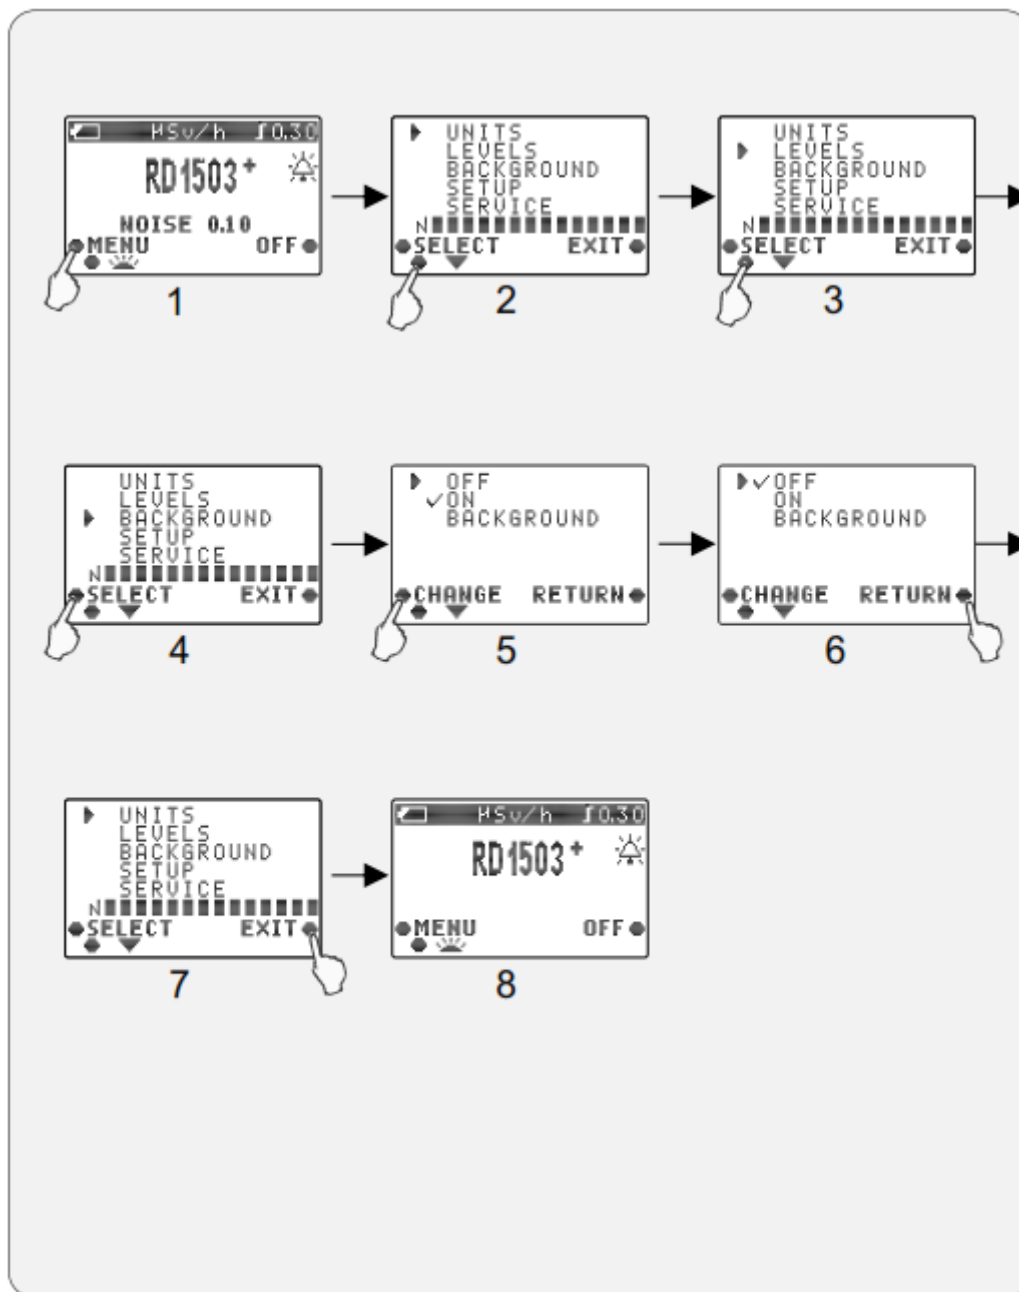 µSv/h 0.30
RD1503+
NOISE 0.10
MENU OFF
1
UNITS
LEVELS
BACKGROUND
SETUP
SERVICE
N
SELECT EXIT
2
UNITS
LEVELS
BACKGROUND
SETUP
SERVICE
N
SELECT EXIT
3
UNITS
LEVELS
BACKGROUND
SETUP
SERVICE
N
SELECT EXIT
4
OFF
✓ON
BACKGROUND
CHANGE RETURN
5
✓OFF
ON
BACKGROUND
CHANGE RETURN
6
UNITS
LEVELS
BACKGROUND
SETUP
SERVICE
N
SELECT EXIT
7
µSv/h 0.30
RD1503+
MENU OFF
8